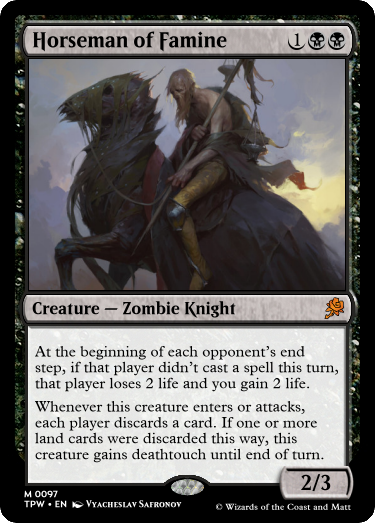 Horseman of Famine 1
Creature — Zombie Knight
At the beginning of each opponent's end
step, if that player didn't cast a spell this turn,
that player loses 2 life and you gain 2 life.
Whenever this creature enters or attacks,
each player discards a card. If one or more
land cards were discarded this way, this
creature gains deathtouch until end of turn.
2/3
M 0097
TPW • EN Vyacheslav Safronov
© Wizards of the Coast and Matt